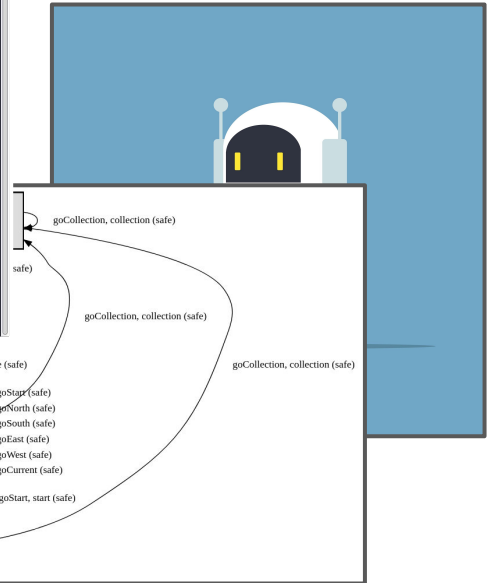 goCollection, collection (safe)
safe)
goCollection, collection (safe)
(safe)
goCollection, collection (safe)
goStart (safe)
goNorth (safe)
goSouth (safe)
goEast (safe)
goWest (safe)
goCurrent (safe)
goStart, start (safe)